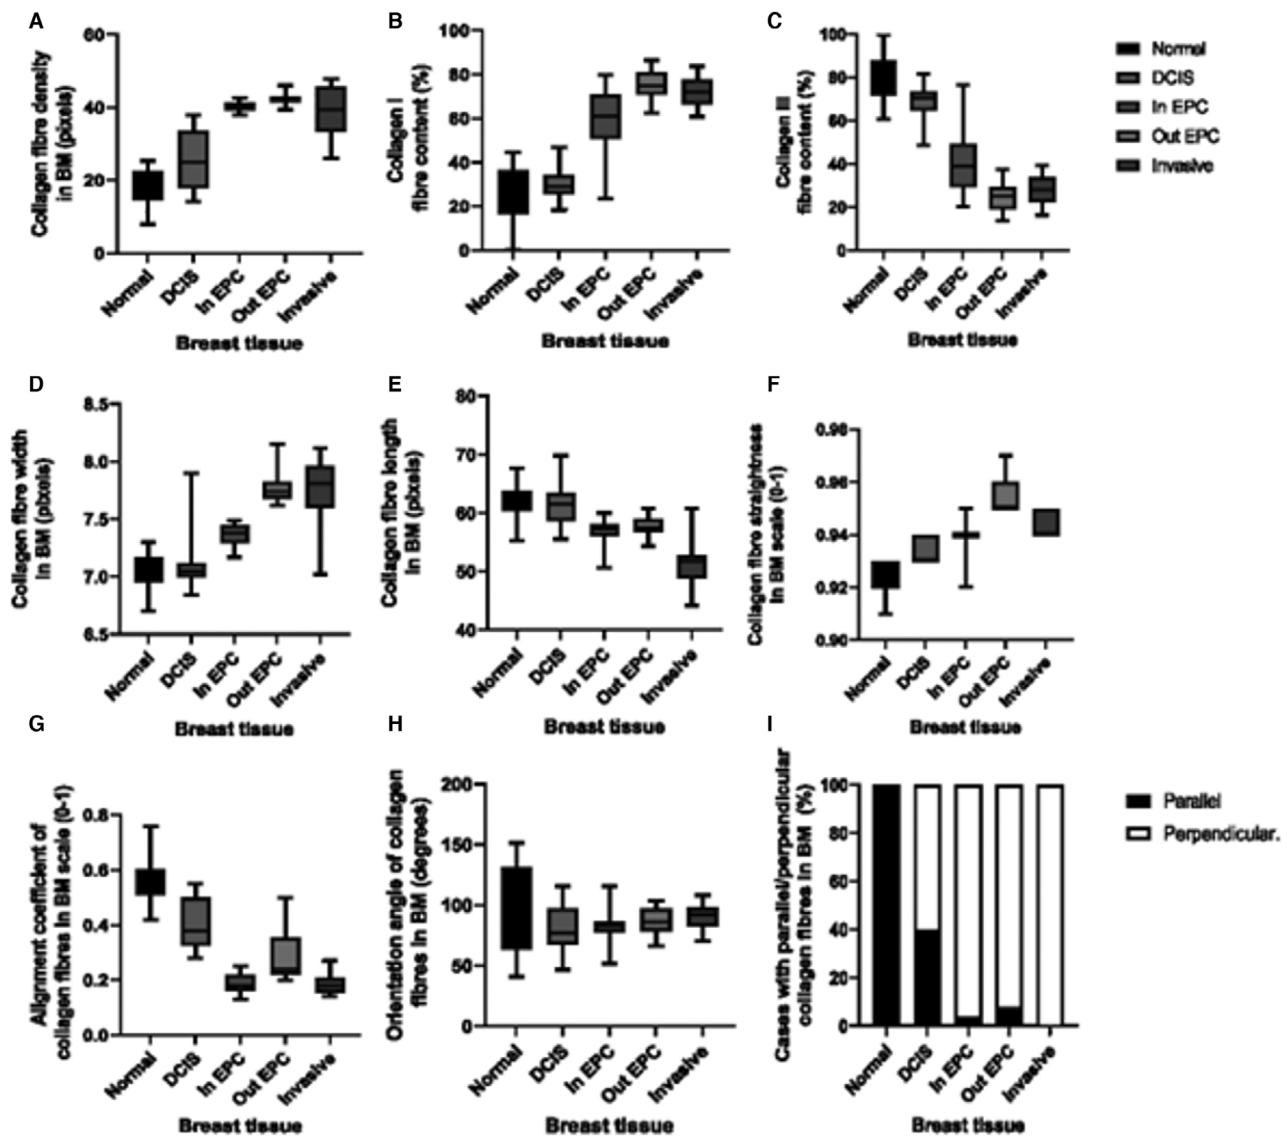 A
Collagen fibre density
in BM (pixels)
60
40
20
0
Normal
DCIS
In EPC
Out EPC
Invasive
Breast tissue
B
Collagen I
fibre content (%)
100
80
60
40
20
0
Normal
DCIS
In EPC
Out EPC
Invasive
Breast tissue
C
Collagen III
fibre content (%)
100
80
60
40
20
0
Normal
DCIS
In EPC
Out EPC
Invasive
Breast tissue
Normal
DCIS
In EPC
Out EPC
Invasive
D
Collagen fibre width
in BM (pixels)
8.5
8.0
7.5
7.0
6.5
Normal
DCIS
In EPC
Out EPC
Invasive
Breast tissue
E
Collagen fibre length
in BM (pixels)
80
70
60
50
40
Normal
DCIS
In EPC
Out EPC
Invasive
Breast tissue
F
Collagen fibre straightness
in BM scale (0-1)
0.98
0.96
0.94
0.92
0.90
Normal
DCIS
In EPC
Out EPC
Invasive
Breast tissue
G
Alignment coefficient of
collagen fibres in BM scale (0-1)
0.8
0.6
0.4
0.2
0.0
Normal
DCIS
In EPC
Out EPC
Invasive
Breast tissue
H
Orientation angle of collagen
fibres in BM (degrees)
200
150
100
50
0
Normal
DCIS
In EPC
Out EPC
Invasive
Breast tissue
I
Cases with parallel/perpendicular
collagen fibres in BM (%)
100
80
60
40
20
0
Normal
DCIS
In EPC
Out EPC
Invasive
Breast tissue
Parallel
Perpendicular.